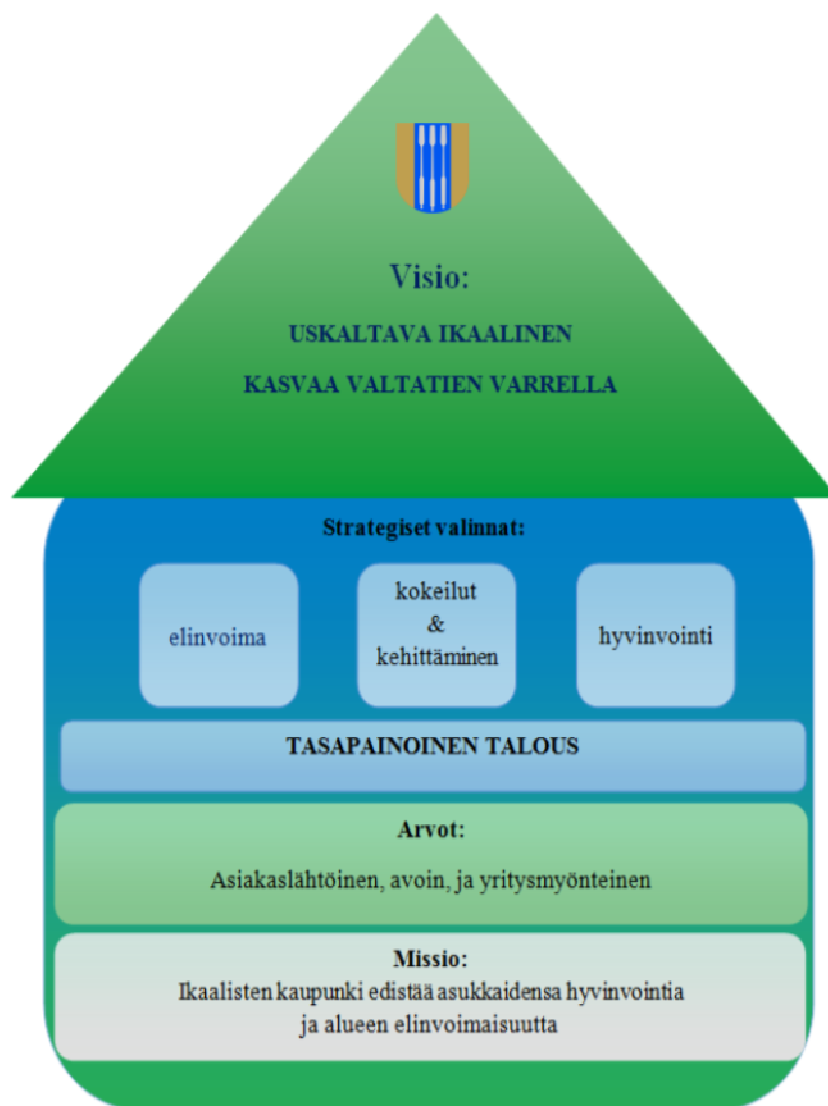 Visio:
USKALTAVA IKAALINEN
KASVAA VALTATIEN VARRELLA
Strategiset valinnat:
elinvoima
kokeilut
&
kehittäminen
hyvinvointi
TASAPAINOINEN TALOUS
Arvot:
Asiakaslähtöinen, avoin, ja yritysmyönteinen
Missio:
Ikaalisten kaupunki edistää asukkaidensa hyvinvointia
ja alueen elinvoimaisuutta